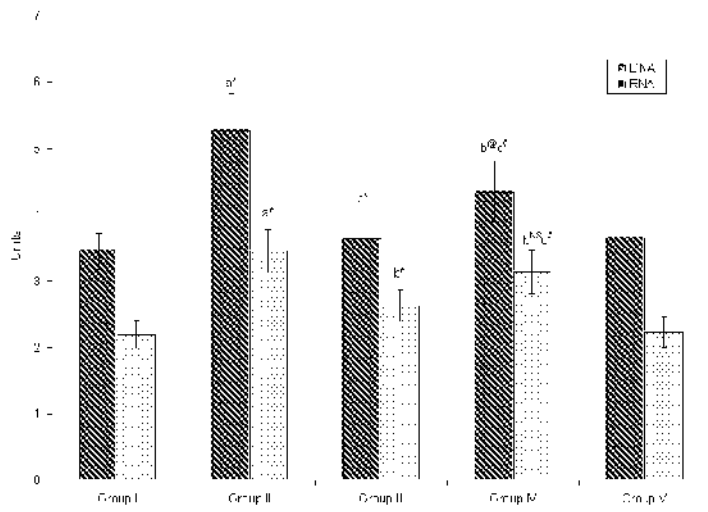 7
6
5
3
2
1
0
Units
DNA
RNA
a*
a*
b*
Group I
Group II
Group III
Group IV
Group V